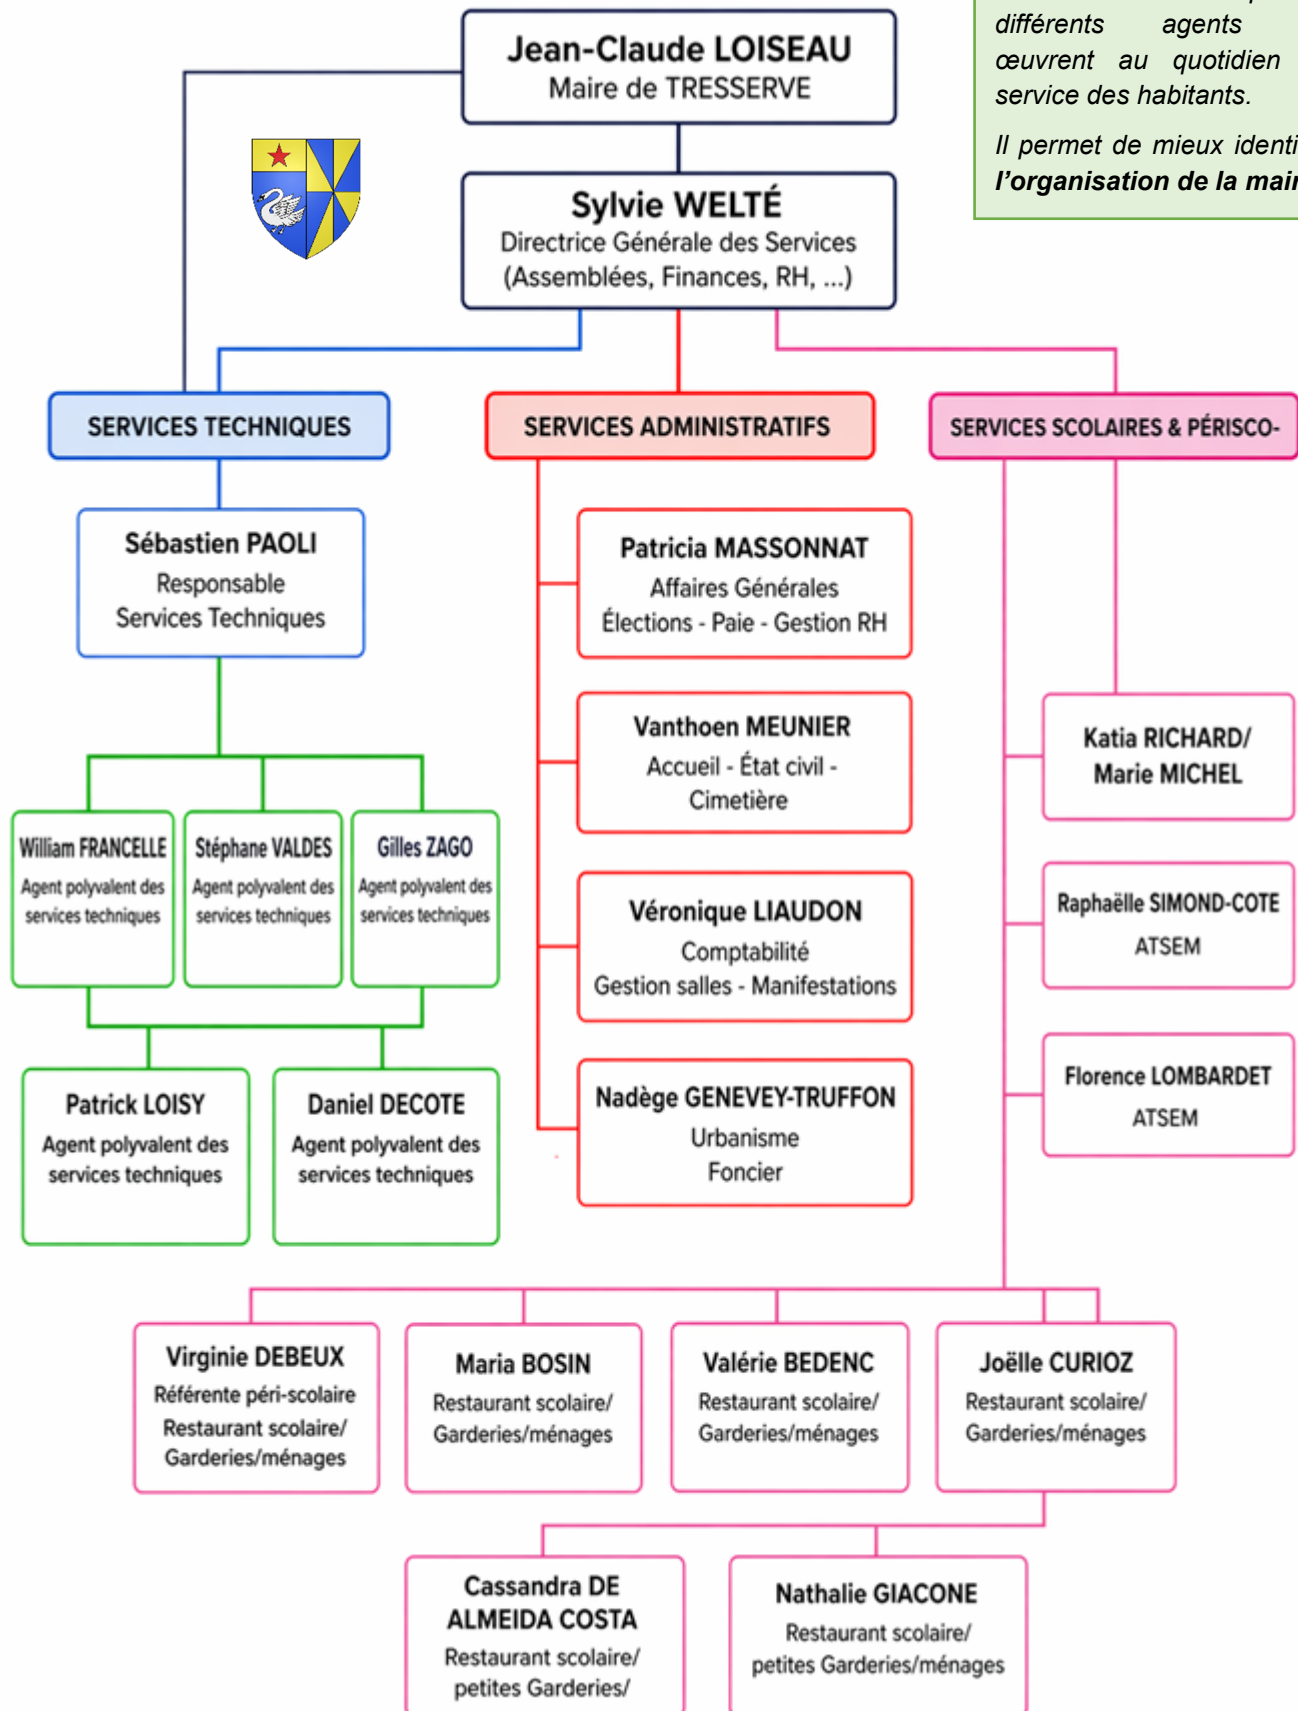 Jean-Claude LOISEAU
Maire de TRESSERVE
différents agents
œuvrent au quotidien
service des habitants.
Il permet de mieux identi
l'organisation de la mair
Sylvie WELTÉ
Directrice Générale des Services
(Assemblées, Finances, RH, ...)
SERVICES TECHNIQUES
SERVICES ADMINISTRATIFS
SERVICES SCOLAIRES & PÉRISCO-
Sébastien PAOLI
Responsable
Services Techniques
William FRANCELLE
Agent polyvalent des
services techniques
Stéphane VALDES
Agent polyvalent des
services techniques
Gilles ZAGO
Agent polyvalent des
services techniques
Patrick LOISY
Agent polyvalent des
services techniques
Daniel DECOTE
Agent polyvalent des
services techniques
Patricia MASSONNAT
Affaires Générales
Élections - Paie - Gestion RH
Vanthoen MEUNIER
Accueil - État civil -
Cimetière
Véronique LIAUDON
Comptabilité
Gestion salles - Manifestations
Nadège GENEVEY-TRUFFON
Urbanisme
Foncier
Katia RICHARD/
Marie MICHEL
Raphaëlle SIMOND-COTE
ATSEM
Florence LOMBARDET
ATSEM
Virginie DEBEUX
Référente péri-scolaire
Restaurant scolaire/
Garderies/ménages
Maria BOSIN
Restaurant scolaire/
Garderies/ménages
Valérie BEDENC
Restaurant scolaire/
Garderies/ménages
Joëlle CURIOZ
Restaurant scolaire/
Garderies/ménages
Cassandra DE
ALMEIDA COSTA
Restaurant scolaire/
petites Garderies/
Nathalie GIACONE
Restaurant scolaire/
petites Garderies/ménages